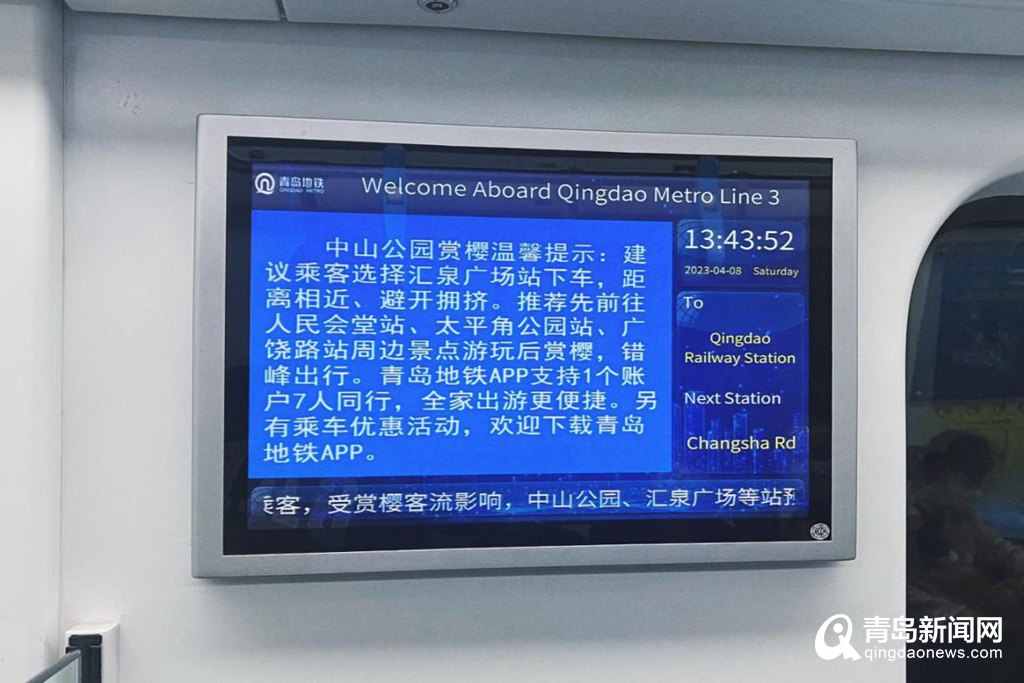 青岛地铁
QINGDAO METRO
Welcome Aboard Qingdao Metro Line 3
中山公园赏樱温馨提示：建
议乘客选择汇泉广场站下车，距
离相近、避开拥挤。推荐先前往
人民会堂站、太平角公园站、广
饶路站周边景点游玩后赏樱，错
峰出行。青岛地铁APP支持1个账
户7人同行，全家出游更便捷。另
有乘车优惠活动，欢迎下载青岛
地铁APP。
13:43:52
2023-04-08 Saturday
To
Qingdao
Railway Station
Next Station
Changsha Rd
客，受赏樱客流影响，中山公园、汇泉广场等站
青岛新闻网
qingdaonews.com